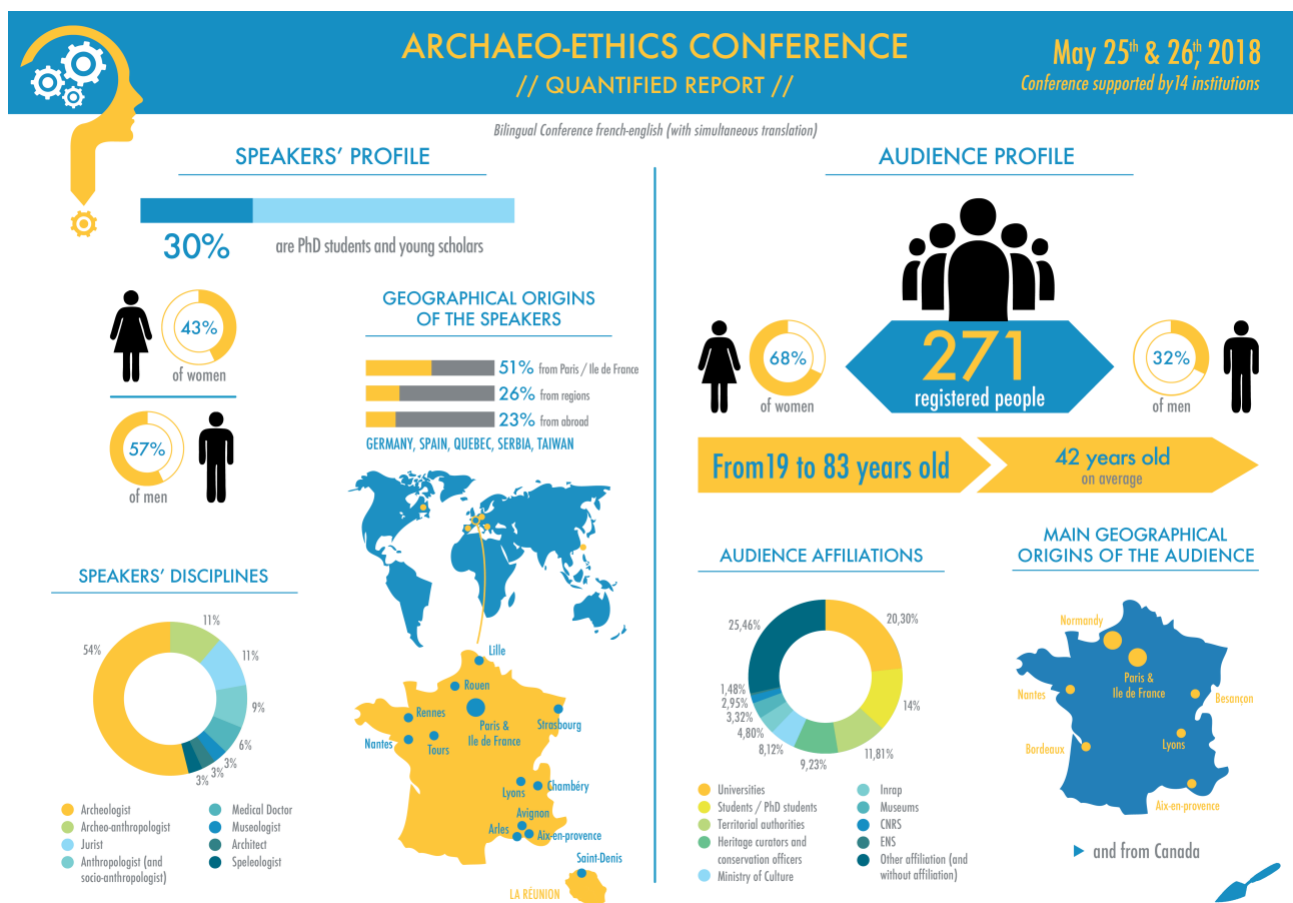 ARCHAEO-ETHICS CONFERENCE
// QUANTIFIED REPORT //
May 25th & 26th, 2018
Conference supported by14 institutions
Bilingual Conference french-english (with simultaneous translation)
SPEAKERS' PROFILE
30%
are PhD students and young scholars
43%
of women
57%
of men
GEOGRAPHICAL ORIGINS
OF THE SPEAKERS
51% from Paris / Ile de France
26% from regions
23% from abroad
GERMANY, SPAIN, QUEBEC, SERBIA, TAIWAN
Lille
Rouen
Rennes
Paris &
Ile de France
Strasbourg
Nantes
Tours
Lyons
Chambéry
Avignon
Arles
Aix-en-provence
Saint-Denis
LA RÉUNION
SPEAKERS' DISCIPLINES
54%
11%
11%
9%
6%
3%
3%
3%
Archeologist
Archeo-anthropologist
Jurist
Anthropologist (and
socio-anthropologist)
Medical Doctor
Museologist
Architect
Speleologist
AUDIENCE PROFILE
68%
of women
271
registered people
32%
of men
From19 to 83 years old
42 years old
on average
AUDIENCE AFFILIATIONS
25,46%
20,30%
14%
11,81%
9,23%
8,12%
4,80%
3,32%
2,95%
1,48%
Universities
Students / PhD students
Territorial authorities
Heritage curators and
conservation officers
Ministry of Culture
Inrap
Museums
CNRS
ENS
Other affiliation (and
without affiliation)
MAIN GEOGRAPHICAL
ORIGINS OF THE AUDIENCE
Normandy
Paris &
Ile de France
Nantes
Besançon
Bordeaux
Lyons
Aix-en-provence
and from Canada